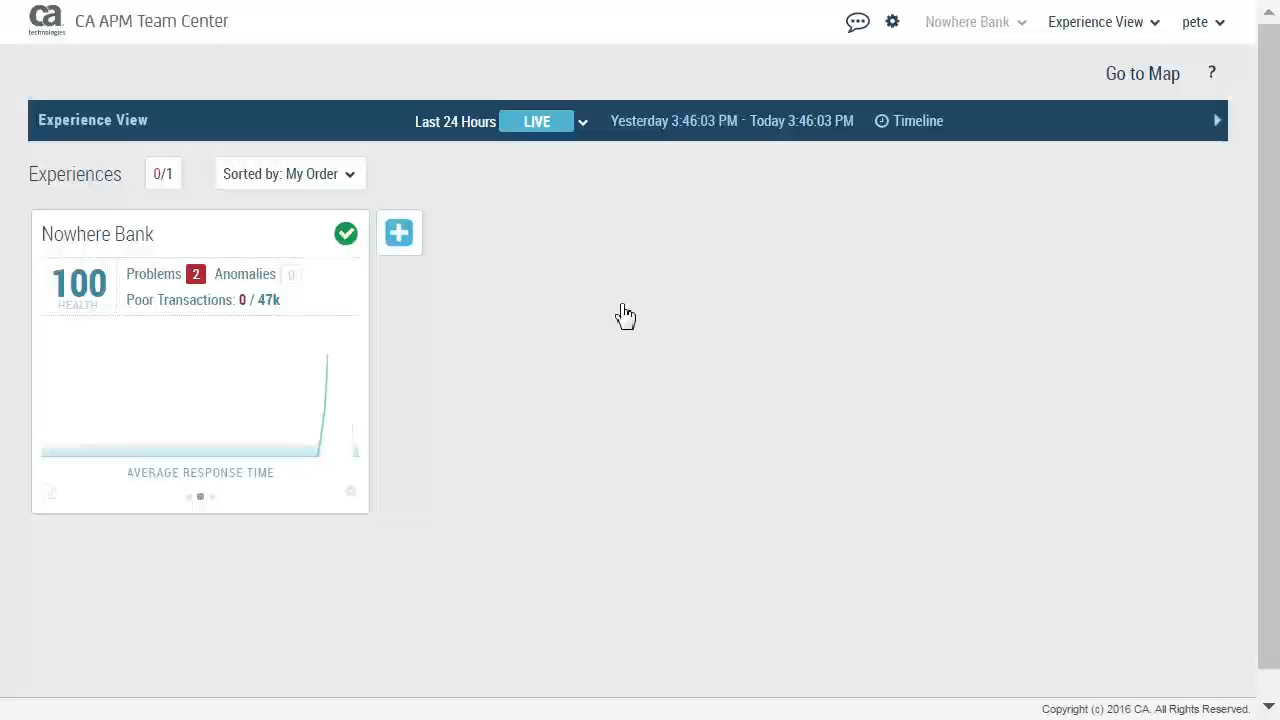 ca technologies CA APM Team Center Nowhere Bank Experience View pete
Go to Map ?
Experience View Last 24 Hours LIVE Yesterday 3:46:03 PM - Today 3:46:03 PM Timeline
Experiences 0/1 Sorted by: My Order
Nowhere Bank
100 HEALTH
Problems 2 Anomalies 0
Poor Transactions: 0 / 47k
AVERAGE RESPONSE TIME
Copyright (c) 2016 CA. All Rights Reserved.